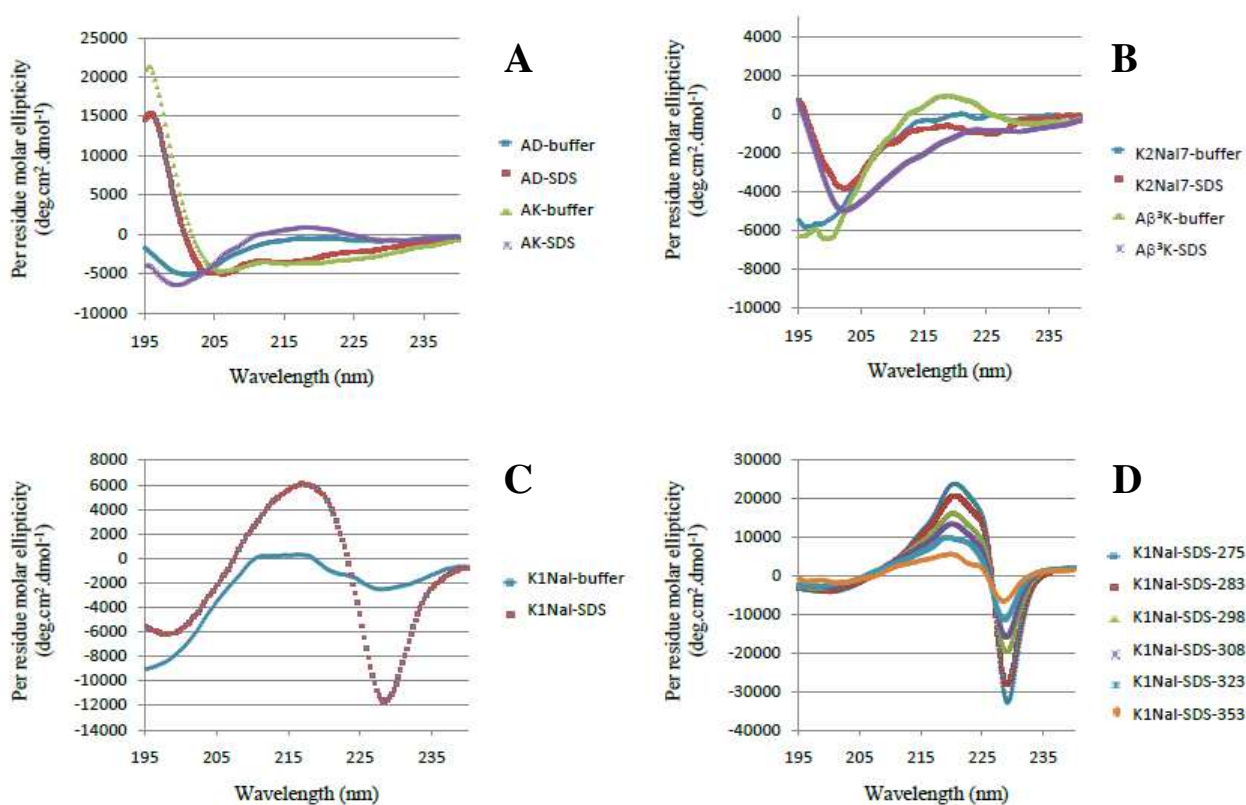 A
Per residue molar ellipticity
(deg.cm².dmol⁻¹)
25000
20000
15000
10000
5000
0
-5000
-10000
195 205 215 225 235
Wavelength (nm)
AD-buffer
AD-SDS
AK-buffer
AK-SDS
B
Per residue molar ellipticity
(deg.cm².dmol⁻¹)
4000
2000
0
-2000
-4000
-6000
-8000
-10000
195 205 215 225 235
Wavelength (nm)
K2Nal7-buffer
K2Nal7-SDS
Aβ³K-buffer
Aβ³K-SDS
C
Per residue molar ellipticity
(deg.cm².dmol⁻¹)
8000
6000
4000
2000
0
-2000
-4000
-6000
-8000
-10000
-12000
-14000
195 205 215 225 235
Wavelength (nm)
K1Nal-buffer
K1Nal-SDS
D
Per residue molar ellipticity
(deg.cm².dmol⁻¹)
30000
20000
10000
0
-10000
-20000
-30000
-40000
195 205 215 225 235
Wavelength (nm)
K1Nal-SDS-275
K1Nal-SDS-283
K1Nal-SDS-298
K1Nal-SDS-308
K1Nal-SDS-323
K1Nal-SDS-353